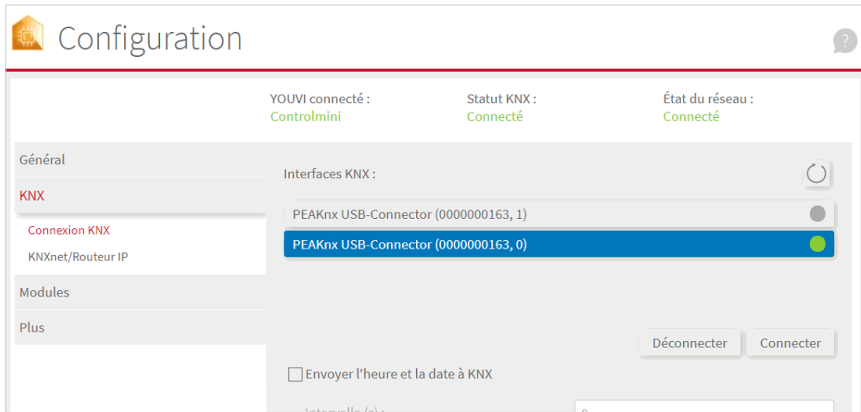 Configuration
?
YOUVI connecté :
Statut KNX :
État du réseau :
Controlmini
Connecté
Connecté
Général
Interfaces KNX :
KNX
PEAKnx USB-Connector (0000000163, 1)
Connexion KNX
PEAKnx USB-Connector (0000000163, 0)
KNXnet/Routeur IP
Modules
Plus
Déconnecter
Connecter
Envoyer l'heure et la date à KNX
Intervalle (s) :